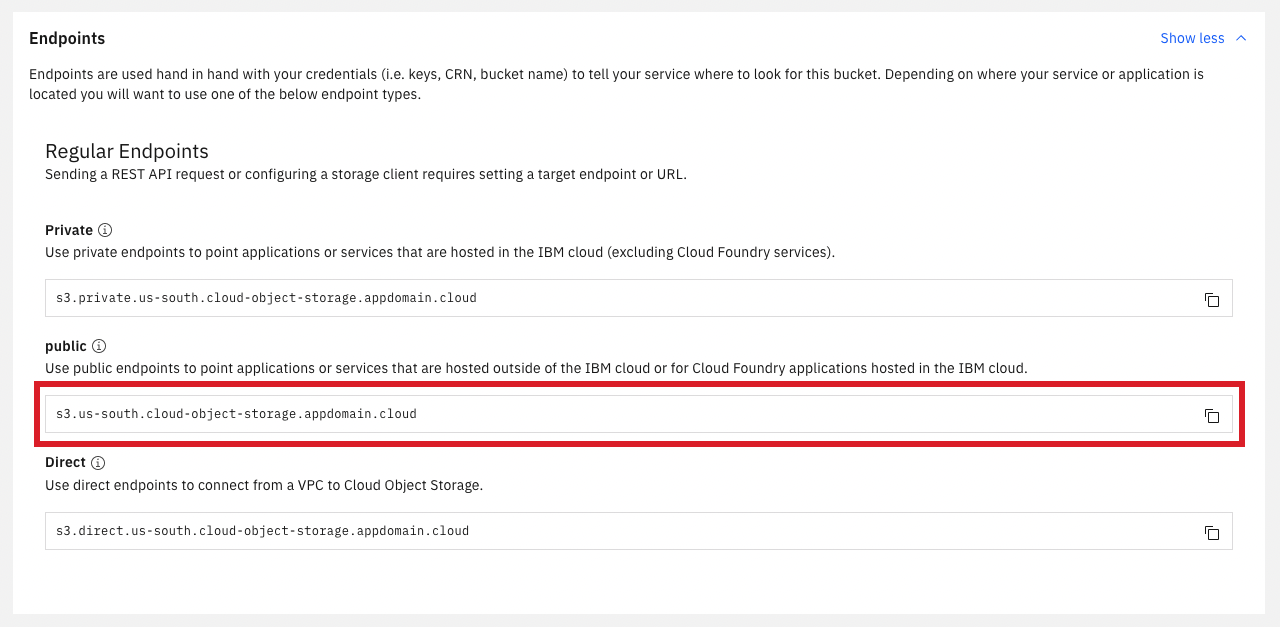 Endpoints
Show less
Endpoints are used hand in hand with your credentials (i.e. keys, CRN, bucket name) to tell your service where to look for this bucket. Depending on where your service or application is
located you will want to use one of the below endpoint types.
Regular Endpoints
Sending a REST API request or configuring a storage client requires setting a target endpoint or URL.
Private
Use private endpoints to point applications or services that are hosted in the IBM cloud (excluding Cloud Foundry services).
s3.private.us-south.cloud-object-storage.appdomain.cloud
public
Use public endpoints to point applications or services that are hosted outside of the IBM cloud or for Cloud Foundry applications hosted in the IBM cloud.
s3.us-south.cloud-object-storage.appdomain.cloud
Direct
Use direct endpoints to connect from a VPC to Cloud Object Storage.
s3.direct.us-south.cloud-object-storage.appdomain.cloud